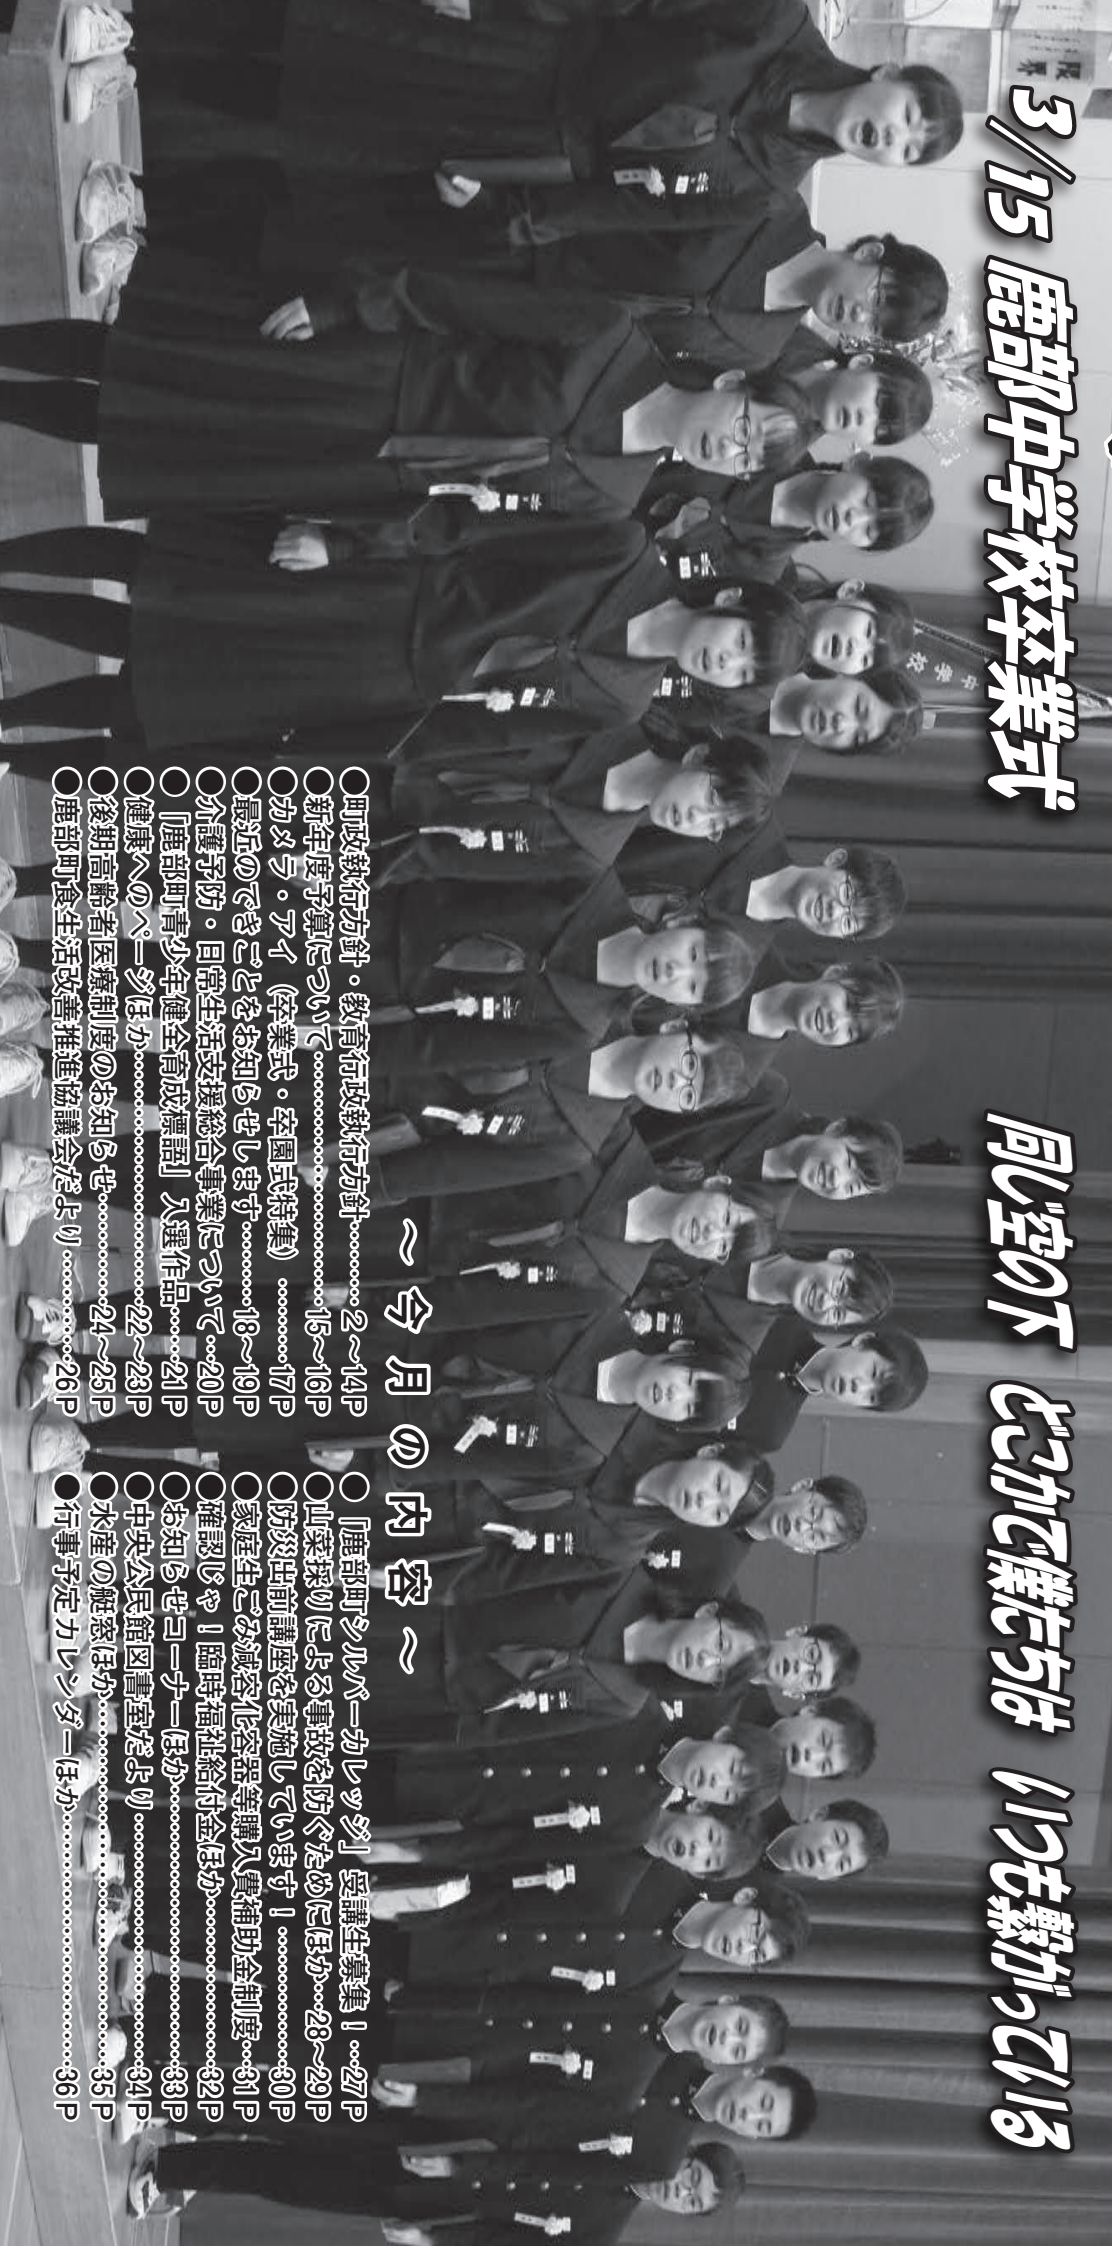 3/15 鹿部中学校卒業式
同じ空の下 どこかで僕たちは いつも繋がっている
中学校
～今月の内容～
●町政執行方針・教育行政執行方針…………2～14P
●新年度予算について……………………………15～16P
●カメラ・アイ（卒業式・卒園式特集）…………17P
●最近のできごとをお知らせします…………18～19P
●介護予防・日常生活支援総合事業について…20P
●「鹿部町青少年健全育成標語」入選作品……21P
●健康へのページほか……………………………22～23P
●後期高齢者医療制度のお知らせ……………24～25P
●鹿部町食生活改善推進協議会だより…………26P
●「鹿部町シルバーカレッジ」受講生募集！…27P
●山菜採りによる事故を防ぐためにほか…28～29P
●防災出前講座を実施しています！……………30P
●家庭生ごみ減容化容器等購入費補助金制度…31P
●確認じゃ！臨時福祉給付金ほか………………32P
●お知らせコーナーほか…………………………33P
●中央公民館図書室だより………………………34P
●水産の艇窓ほか…………………………………35P
●行事予定カレンダーほか………………………36P